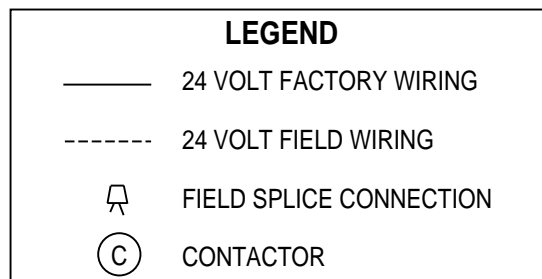 LEGEND
24 VOLT FACTORY WIRING
24 VOLT FIELD WIRING
FIELD SPLICE CONNECTION
C CONTACTOR